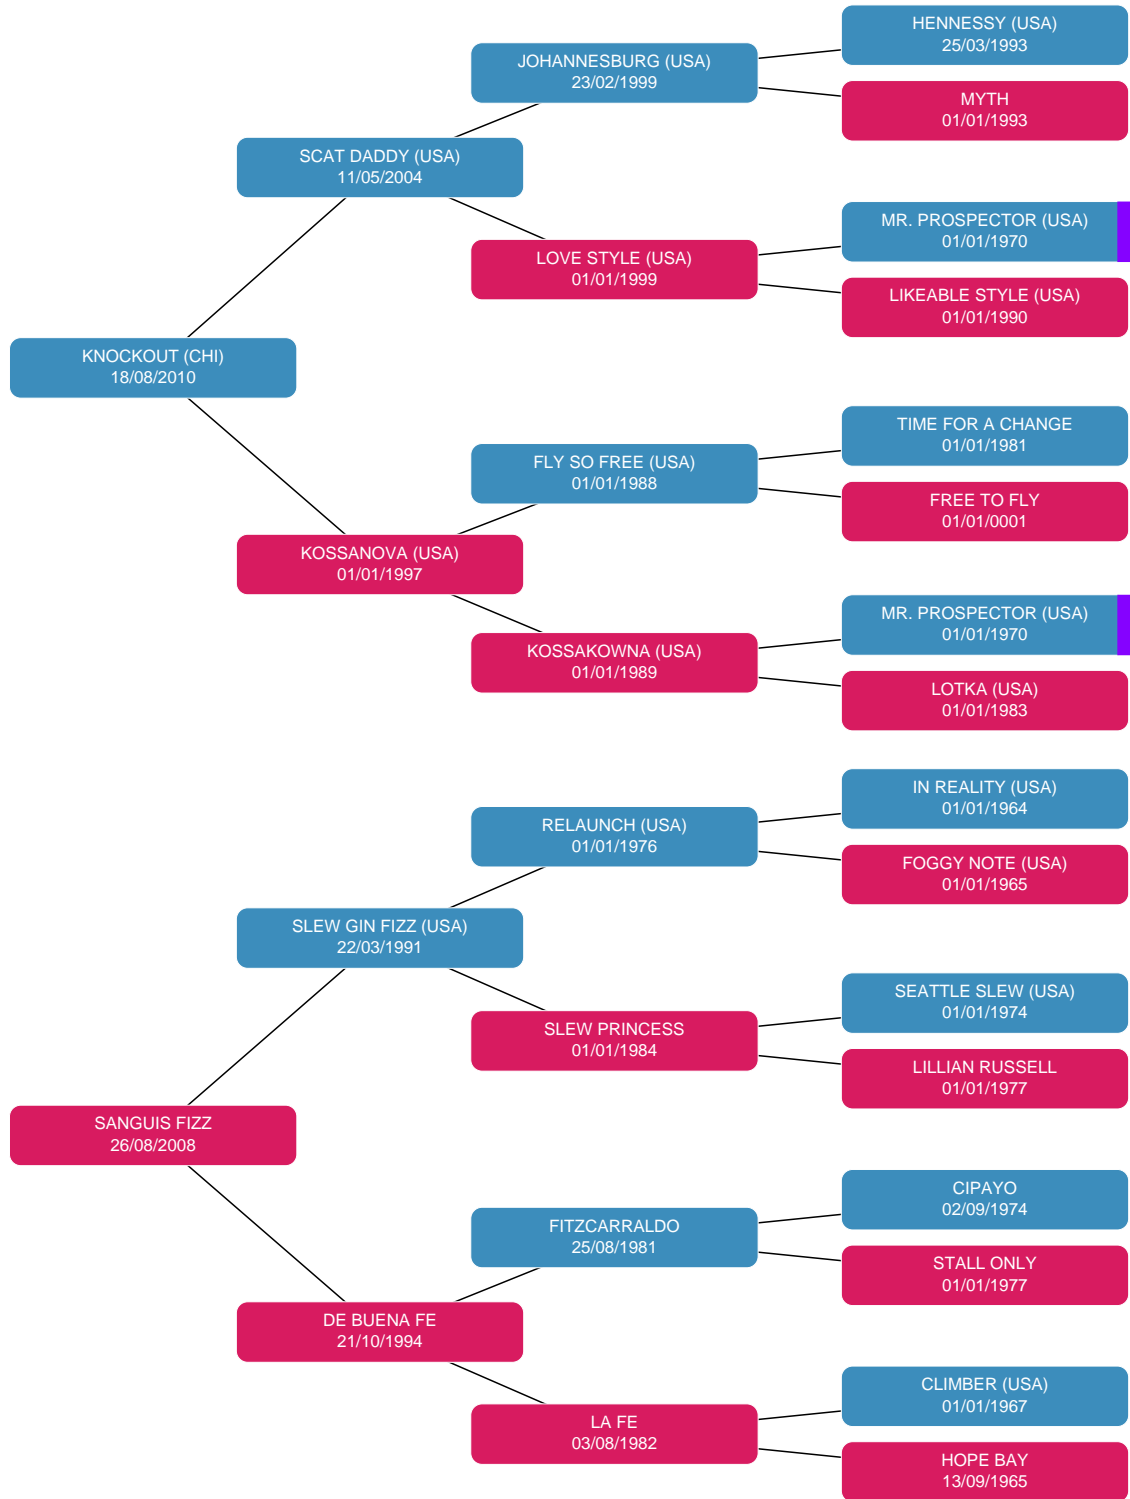 HENNESSY (USA)
25/03/1993
JOHANNESBURG (USA)
23/02/1999
MYTH
01/01/1993
SCAT DADDY (USA)
11/05/2004
MR. PROSPECTOR (USA)
01/01/1970
LOVE STYLE (USA)
01/01/1999
LIKEABLE STYLE (USA)
01/01/1990
KNOCKOUT (CHI)
18/08/2010
TIME FOR A CHANGE
01/01/1981
FLY SO FREE (USA)
01/01/1988
FREE TO FLY
01/01/0001
KOSSANOVA (USA)
01/01/1997
MR. PROSPECTOR (USA)
01/01/1970
KOSSAKOWNA (USA)
01/01/1989
LOTKA (USA)
01/01/1983
IN REALITY (USA)
01/01/1964
RELAUNCH (USA)
01/01/1976
FOGGY NOTE (USA)
01/01/1965
SLEW GIN FIZZ (USA)
22/03/1991
SEATTLE SLEW (USA)
01/01/1974
SLEW PRINCESS
01/01/1984
LILLIAN RUSSELL
01/01/1977
SANGUIS FIZZ
26/08/2008
CIPAYO
02/09/1974
FITZCARRALDO
25/08/1981
STALL ONLY
01/01/1977
DE BUENA FE
21/10/1994
CLIMBER (USA)
01/01/1967
LA FE
03/08/1982
HOPE BAY
13/09/1965